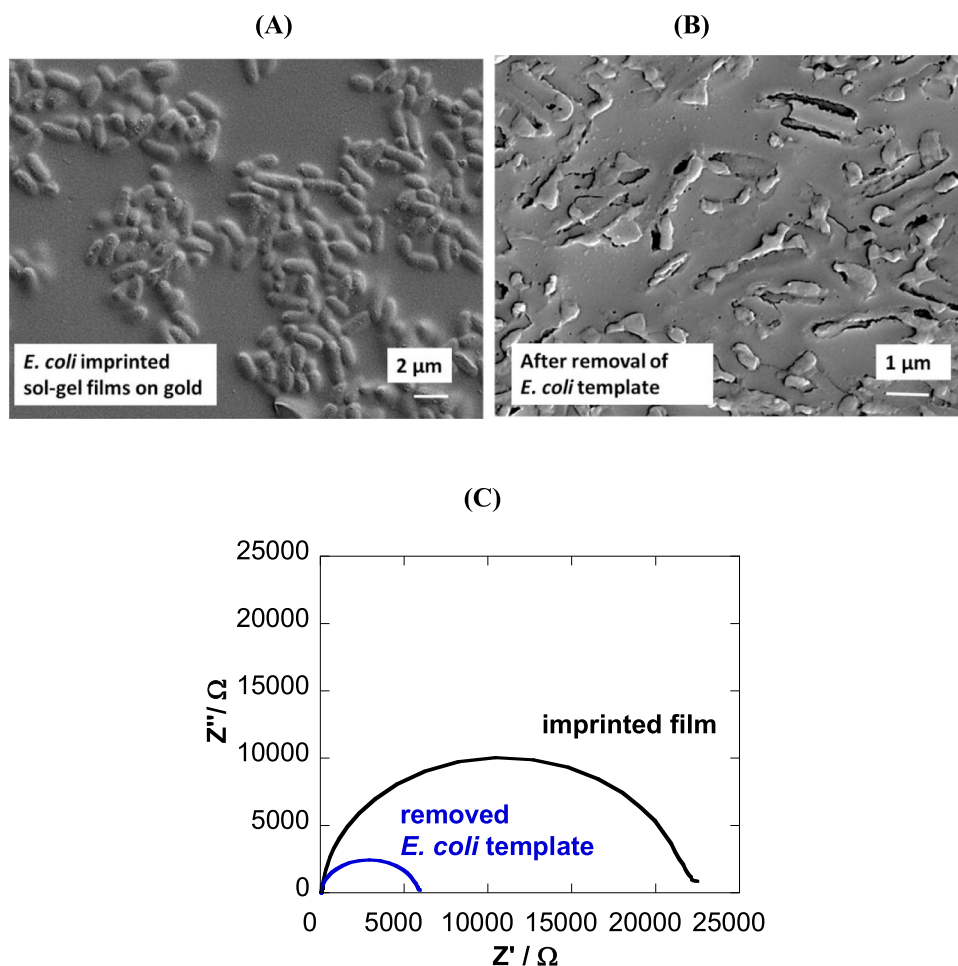 (A)
(B)
E. coli imprinted
sol-gel films on gold
2 μm
After removal of
E. coli template
1 μm
(C)
25000
20000
15000
10000
5000
0
Z"/ Ω
imprinted film
removed
E. coli template
0 5000 10000 15000 20000 25000
Z' / Ω